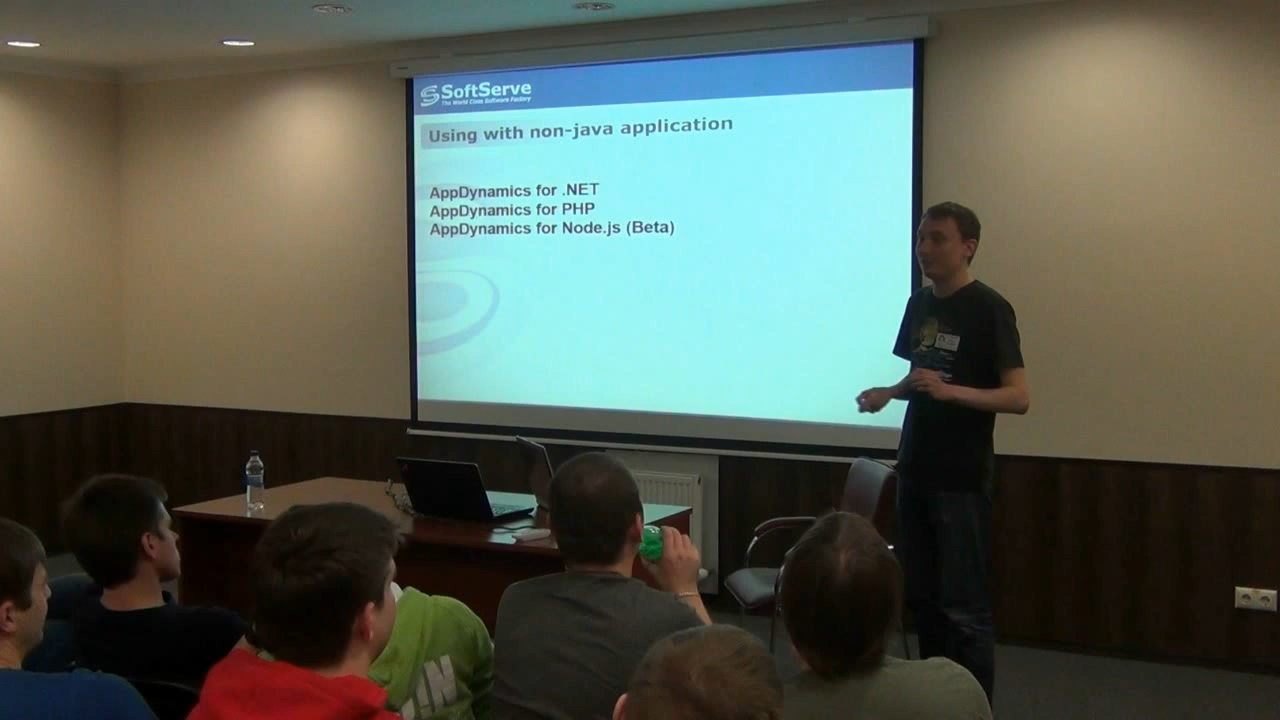 SoftServe
The World Class Software Factory
Using with non-java application
AppDynamics for .NET
AppDynamics for PHP
AppDynamics for Node.js (Beta)